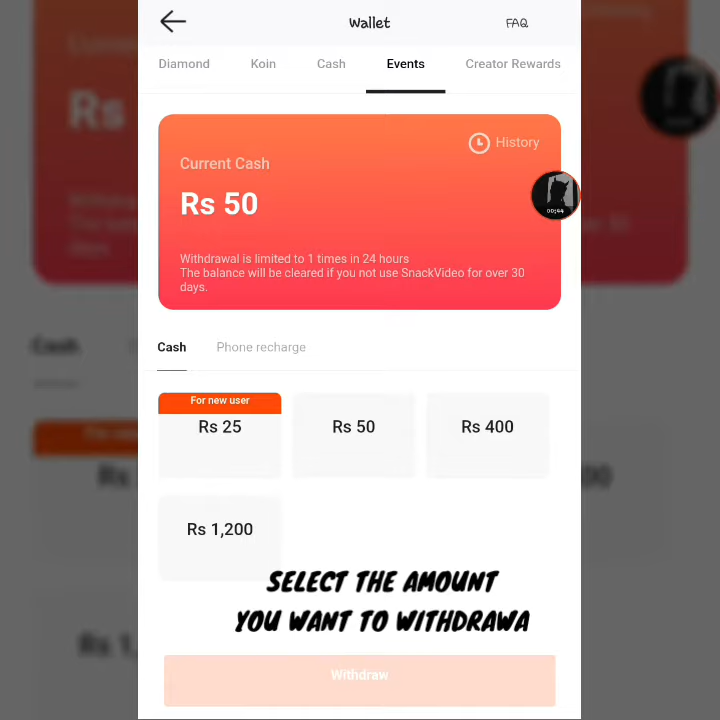 Wallet
FAQ
Diamond
Koin
Cash
Events
Creator Rewards
History
Current Cash
Rs 50
00:44
Withdrawal is limited to 1 times in 24 hours
The balance will be cleared if you not use SnackVideo for over 30
days.
Cash
Phone recharge
For new user
Rs 25
Rs 50
Rs 400
Rs 1,200
SELECT THE AMOUNT
YOU WANT TO WITHDRAWA
Withdraw